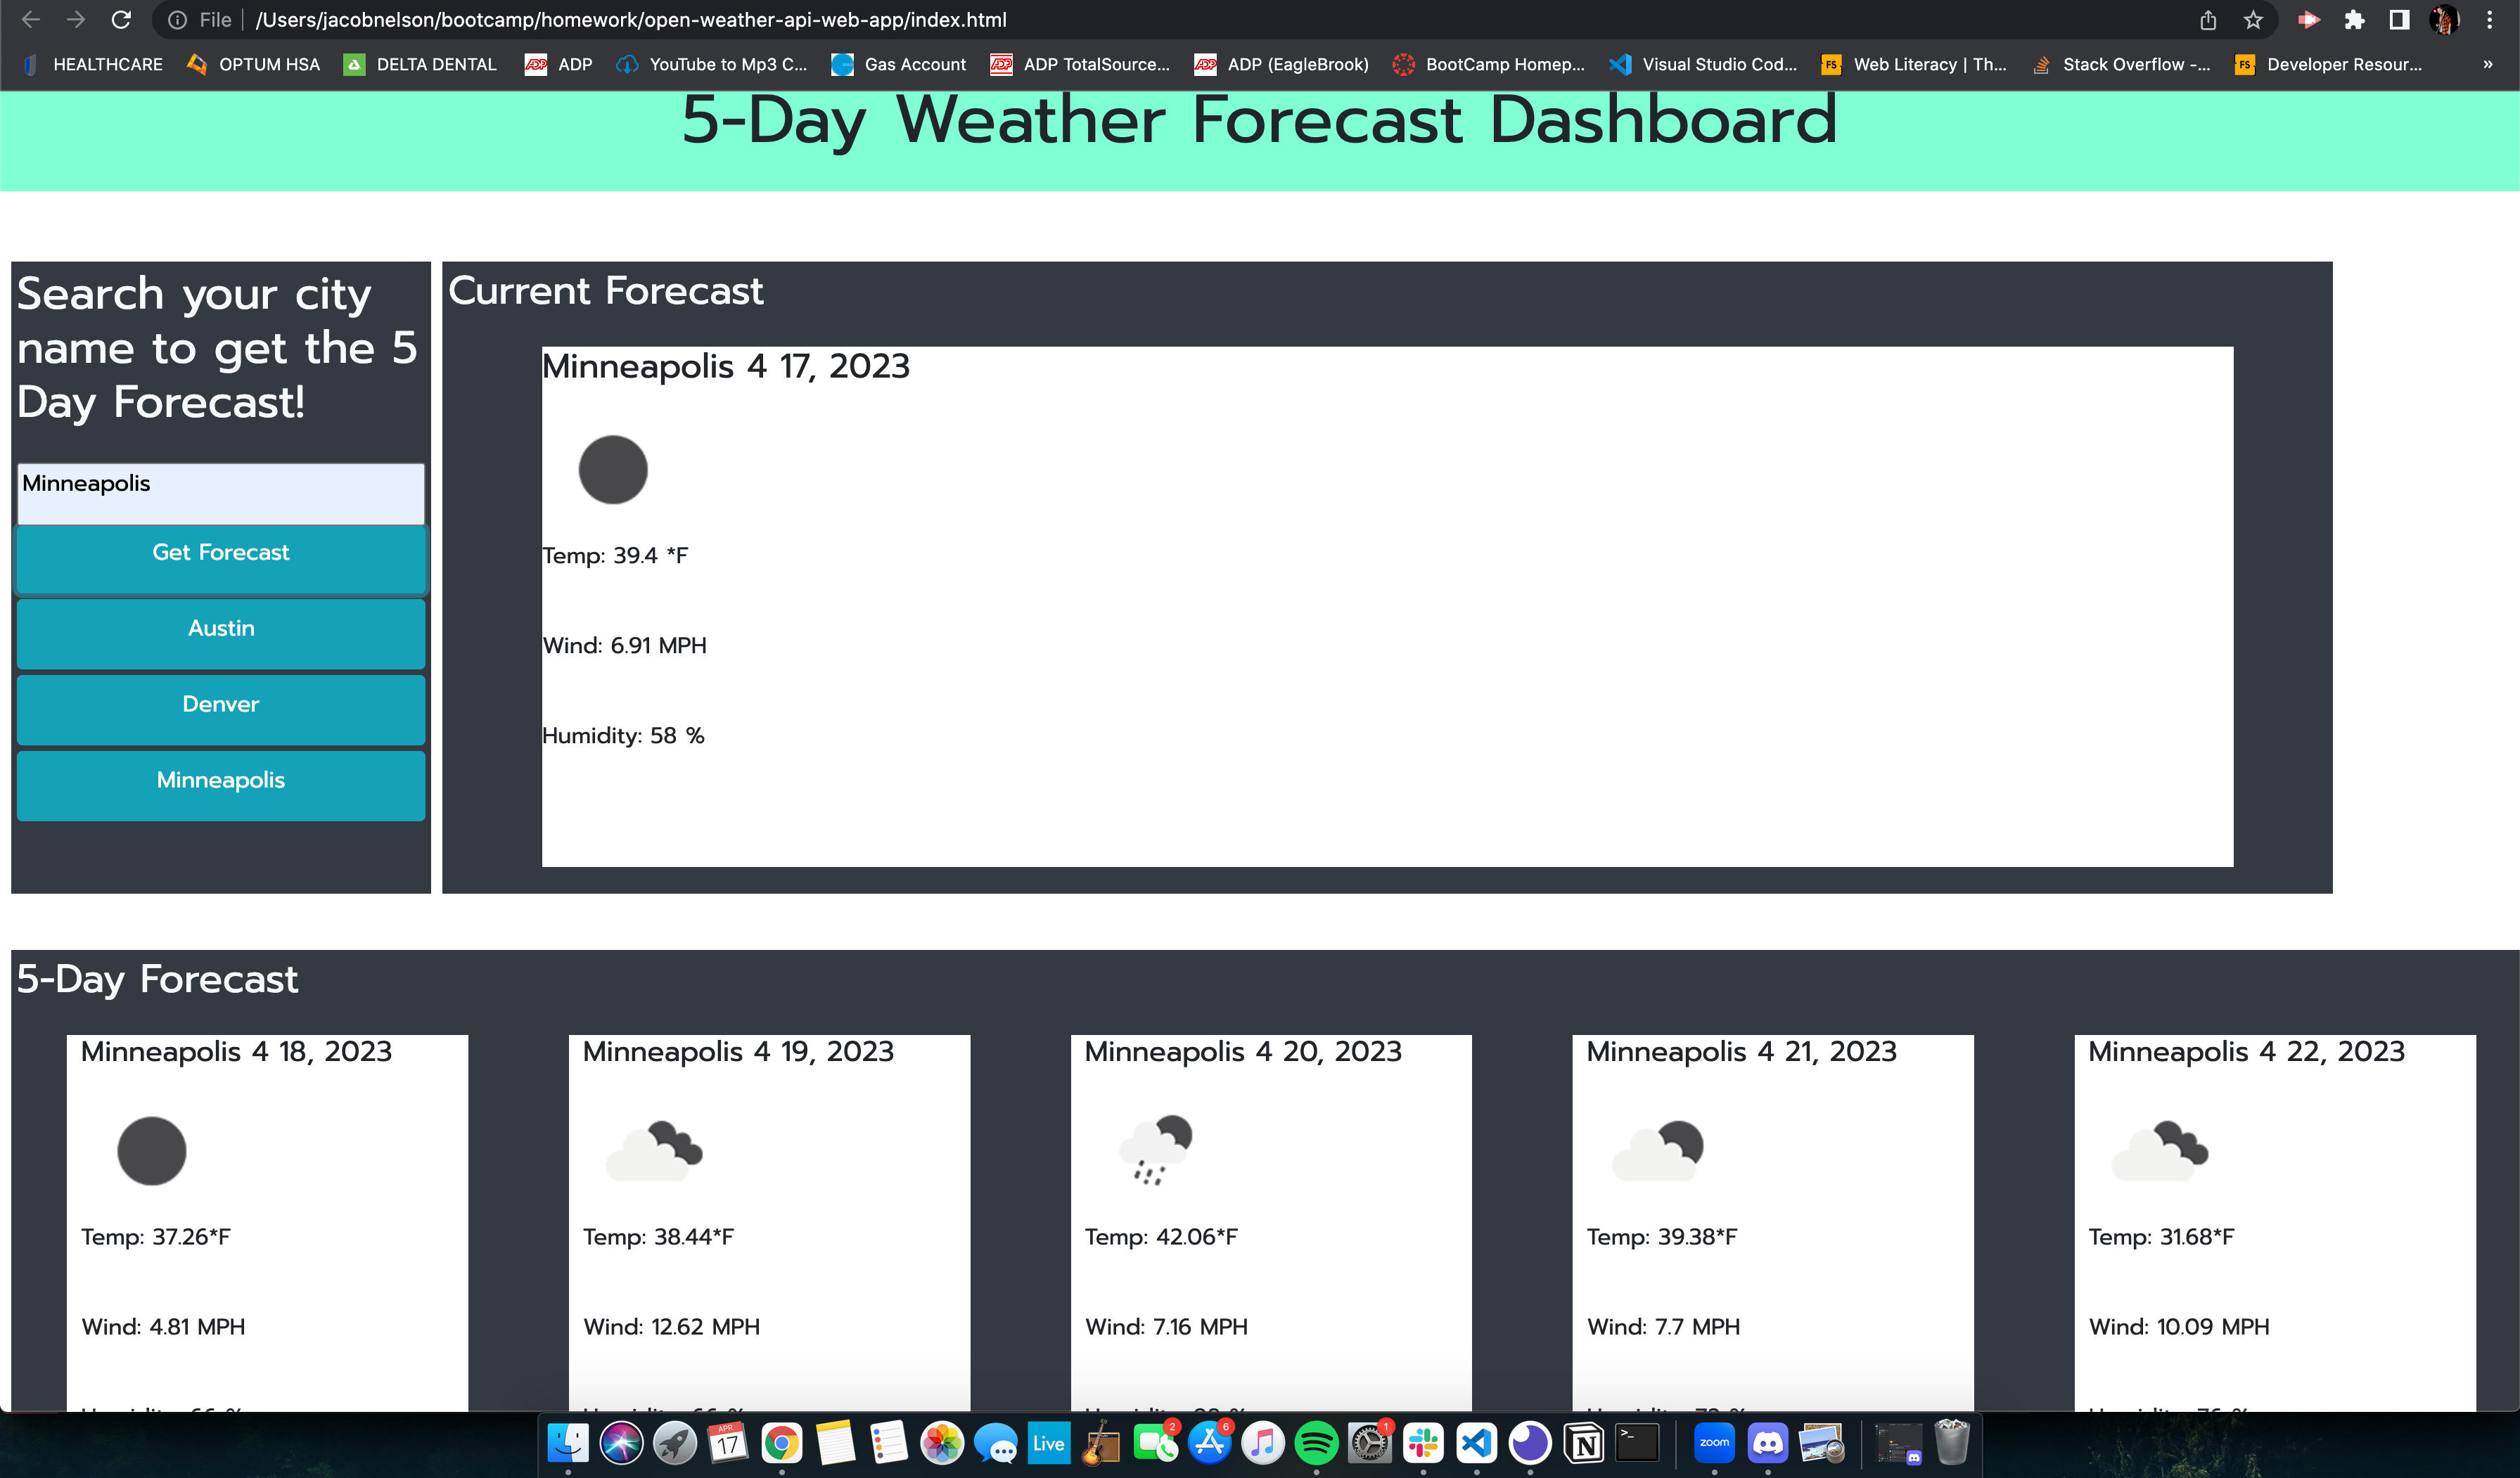 File /Users/jacobnelson/bootcamp/homework/open-weather-api-web-app/index.html
HEALTHCARE OPTUM HSA DELTA DENTAL ADP YouTube to Mp3 C... Gas Account ADP TotalSource... ADP (EagleBrook) BootCamp Homep... Visual Studio Cod... Web Literacy | Th... Stack Overflow -... Developer Resour... »
5-Day Weather Forecast Dashboard
Search your city
name to get the 5
Day Forecast!
Minneapolis
Get Forecast
Austin
Denver
Minneapolis
Current Forecast
Minneapolis 4 17, 2023
Temp: 39.4 *F
Wind: 6.91 MPH
Humidity: 58 %
5-Day Forecast
Minneapolis 4 18, 2023
Temp: 37.26*F
Wind: 4.81 MPH
Minneapolis 4 19, 2023
Temp: 38.44*F
Wind: 12.62 MPH
Minneapolis 4 20, 2023
Temp: 42.06*F
Wind: 7.16 MPH
Minneapolis 4 21, 2023
Temp: 39.38*F
Wind: 7.7 MPH
Minneapolis 4 22, 2023
Temp: 31.68*F
Wind: 10.09 MPH
APR
17
Live
2
6
1
zoom